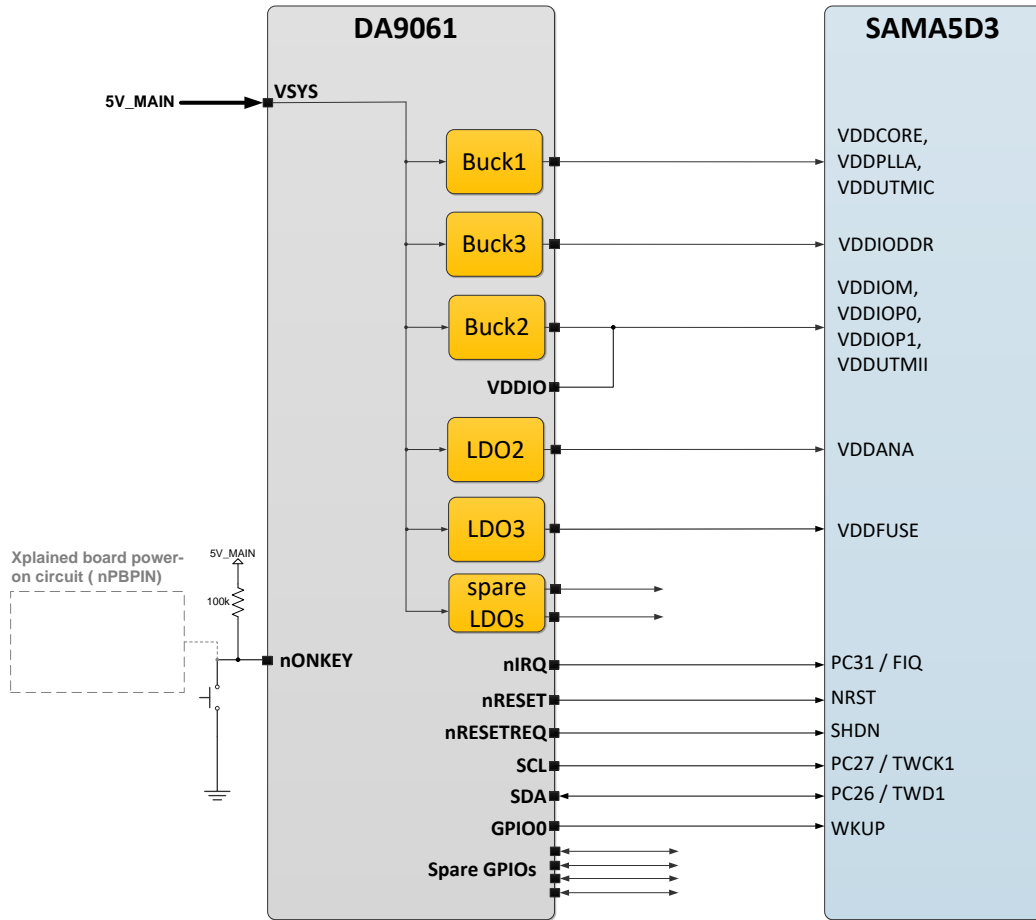 DA9061
SAMA5D3
VSYS
5V_MAIN
Buck1
VDDCORE,
VDDPLLA,
VDDUTMIC
Buck3
VDDIODDR
Buck2
VDDIOM,
VDDIOP0,
VDDIOP1,
VDDUTMII
VDDIO
LDO2
VDDANA
LDO3
VDDFUSE
Xplained board power-
on circuit ( nPBPIN)
5V_MAIN
100k
spare
LDOs
nONKEY
nIRQ
PC31 / FIQ
nRESET
NRST
nRESETREQ
SHDN
SCL
PC27 / TWCK1
SDA
PC26 / TWD1
GPIO0
WKUP
Spare GPIOs